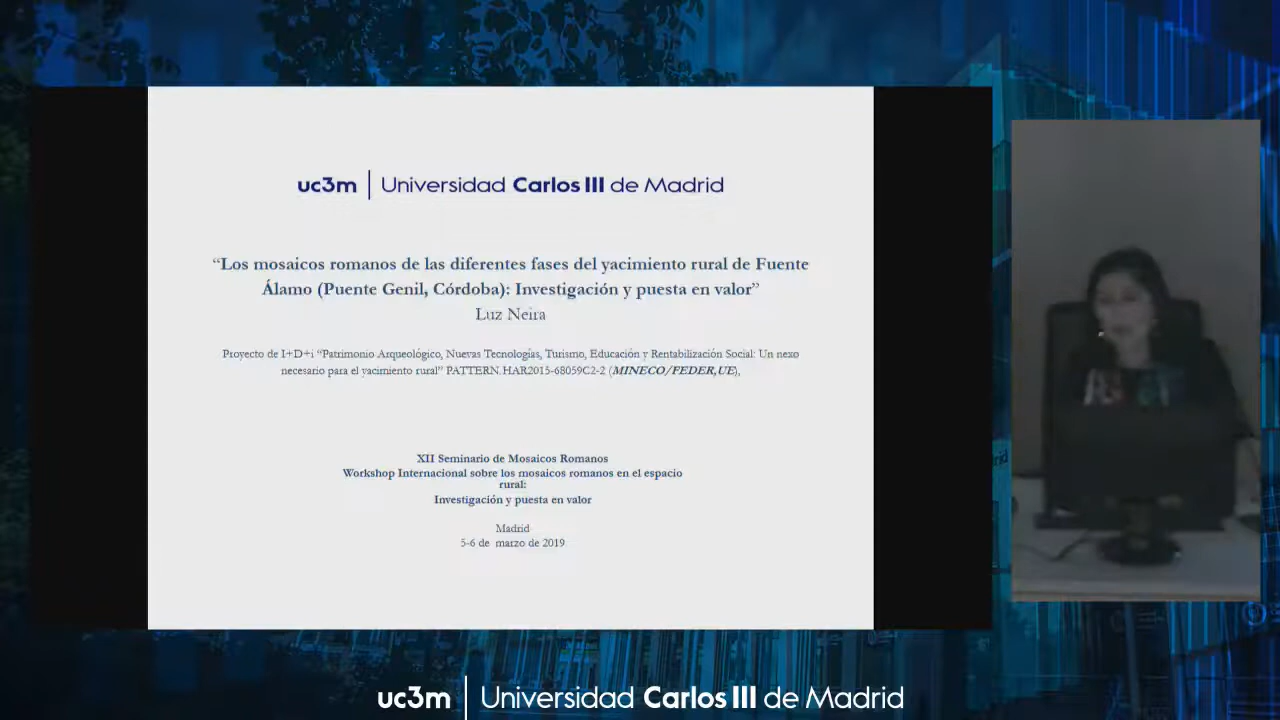 uc3m | Universidad Carlos III de Madrid
“Los mosaicos romanos de las diferentes fases del yacimiento rural de Fuente
Álamo (Puente Genil, Córdoba): Investigación y puesta en valor”
Luz Neira
Proyecto de I+D+i “Patrimonio Arqueológico, Nuevas Tecnologías, Turismo, Educación y Rentabilización Social: Un nexo
necesario para el yacimiento rural” PATTERN.HAR2015-68059C2-2 (MINECO/FEDER,UE),
XII Seminario de Mosaicos Romanos
Workshop Internacional sobre los mosaicos romanos en el espacio
rural:
Investigación y puesta en valor
Madrid
5-6 de marzo de 2019
uc3m | Universidad Carlos III de Madrid